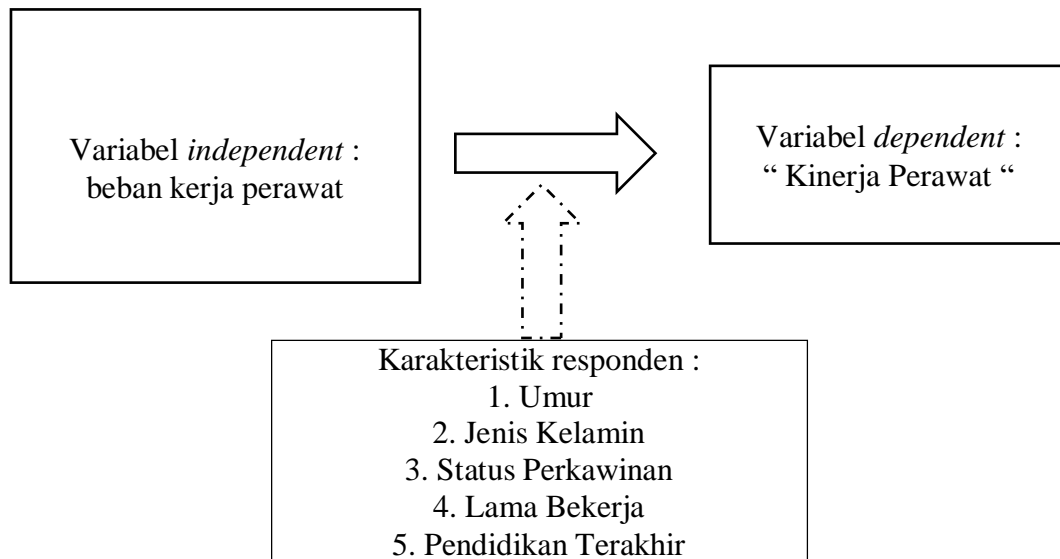 Variabel independent :
beban kerja perawat
Variabel dependent :
“ Kinerja Perawat “
Karakteristik responden :
1. Umur
2. Jenis Kelamin
3. Status Perkawinan
4. Lama Bekerja
5. Pendidikan Terakhir